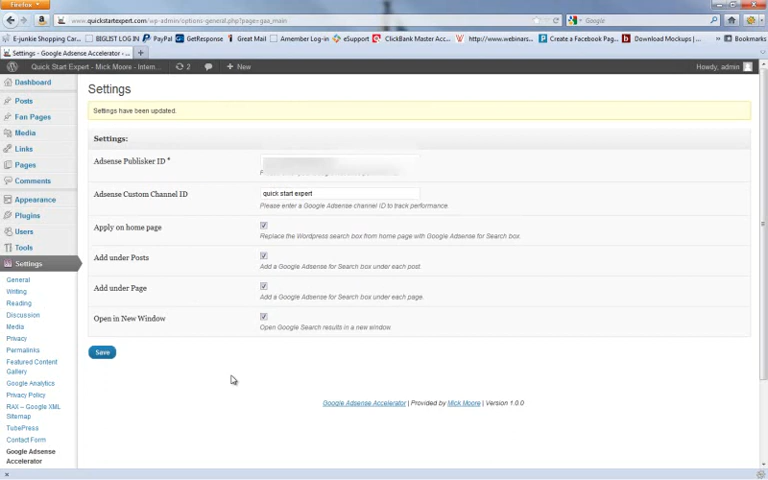 Firefox
www.quickstartexpert.com/wp-admin/options-general.php?page=gaa_main
Google
E-junkie Shopping Car...
BIGLIST LOG IN
PayPal
GetResponse
Great Mail
Amember Log-in
eSupport
ClickBank Master Acc...
http://www.webinars...
Create a Facebook Pag...
Download Mockups |...
Bookmarks
Settings - Google Adsense Accelerator - ...
Quick Start Expert - Mick Moore - Intern...
2
New
Howdy, admin
Dashboard
Posts
Fan Pages
Media
Links
Pages
Comments
Appearance
Plugins
Users
Tools
Settings
General
Writing
Reading
Discussion
Media
Privacy
Permalinks
Featured Content
Gallery
Google Analytics
Privacy Policy
RAX – Google XML
Sitemap
TubePress
Contact Form
Google Adsense
Accelerator
Settings
Settings have been updated.
Settings:
Adsense Publisker ID *
Adsense Custom Channel ID
quick start expert
Please enter a Google Adsense channel ID to track performance
Apply on home page
Replace the Wordpress search box from home page with Google Adsense for Search box.
Add under Posts
Add a Google Adsense for Search box under each post.
Add under Page
Add a Google Adsense for Search box under each page.
Open in New Window
Open Google Search results in a new window.
Save
Google Adsense Accelerator | Provided by Mick Moore | Version 1.0.0